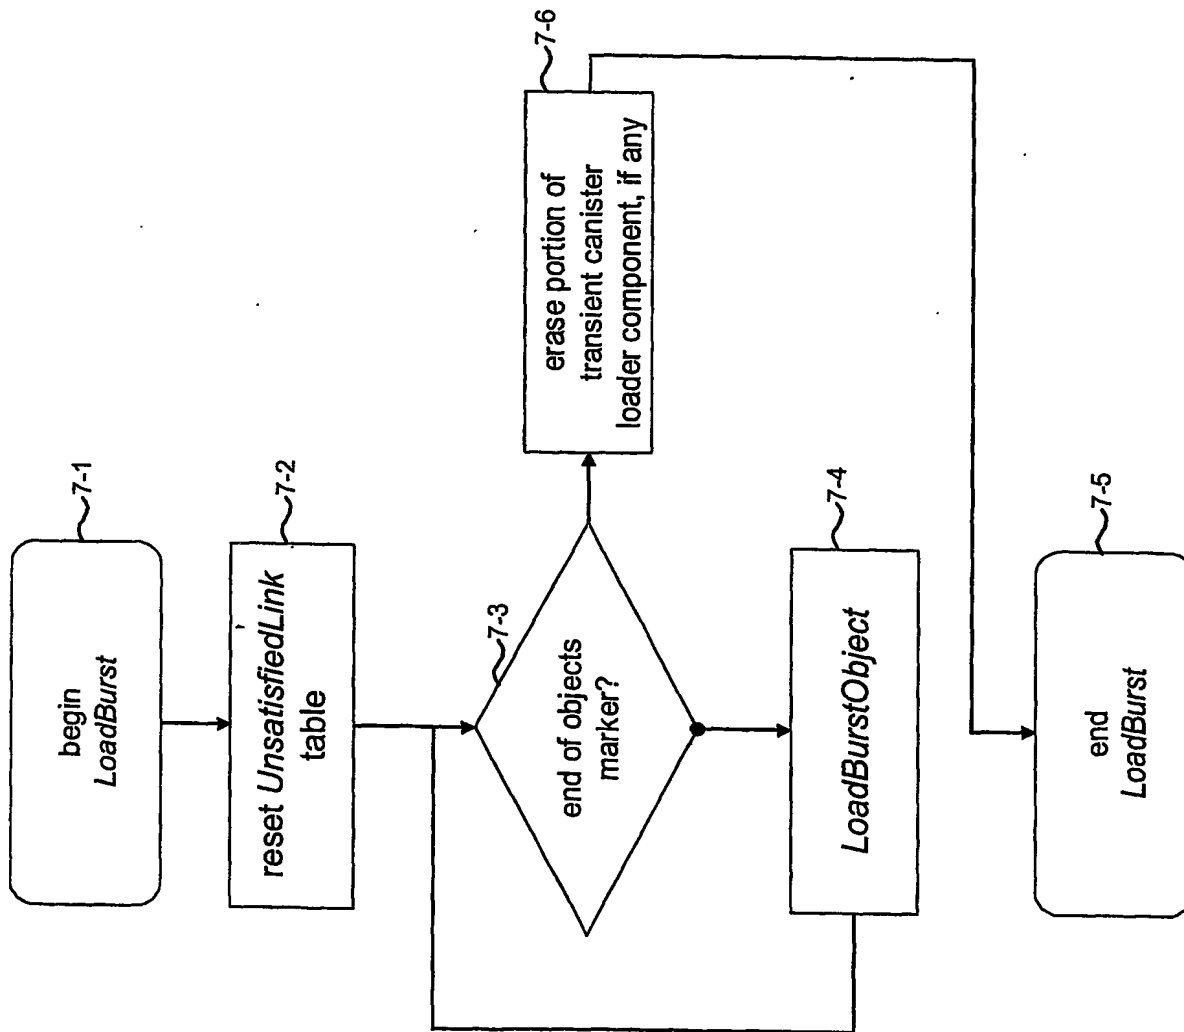 7-1
begin
LoadBurst
7-2
reset UnsatisfiedLink
table
7-3
end of objects
marker?
7-6
erase portion of
transient canister
loader component, if any
7-4
LoadBurstObject
7-5
end
LoadBurst